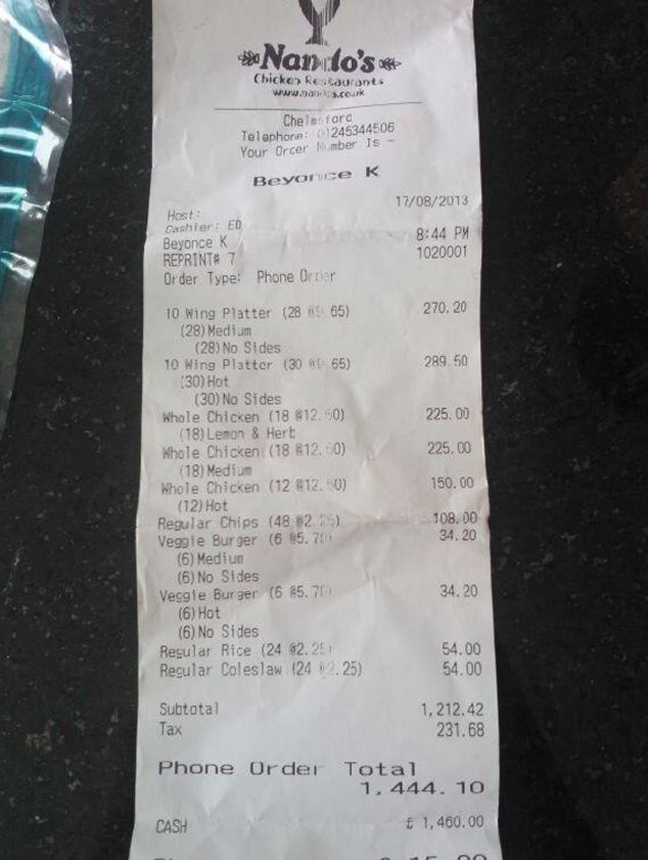 Nando's
Chicken Restaurants
www.nandos.co.uk
Chelmsford
Telephone: 01245344506
Your Order Number Is -
Beyonce K
17/08/2013
Host:
Cashier: ED
Beyonce K 8:44 PM
REPRINT# 7 1020001
Order Type: Phone Order
10 Wing Platter (28 @9.65) 270.20
(28)Medium
(28)No Sides
10 Wing Platter (30 @9.65) 289.50
(30)Hot
(30)No Sides
Whole Chicken (18 @12.50) 225.00
(18)Lemon & Herb
Whole Chicken (18 @12.50) 225.00
(18)Medium
Whole Chicken (12 @12.50) 150.00
(12)Hot
Regular Chips (48 @2.25) 108.00
Veggie Burger (6 @5.70) 34.20
(6)Medium
(6)No Sides
Veggie Burger (6 @5.70) 34.20
(6)Hot
(6)No Sides
Regular Rice (24 @2.25) 54.00
Regular Coleslaw (24 @2.25) 54.00
Subtotal 1,212.42
Tax 231.68
Phone Order Total
1,444.10
CASH £ 1,460.00